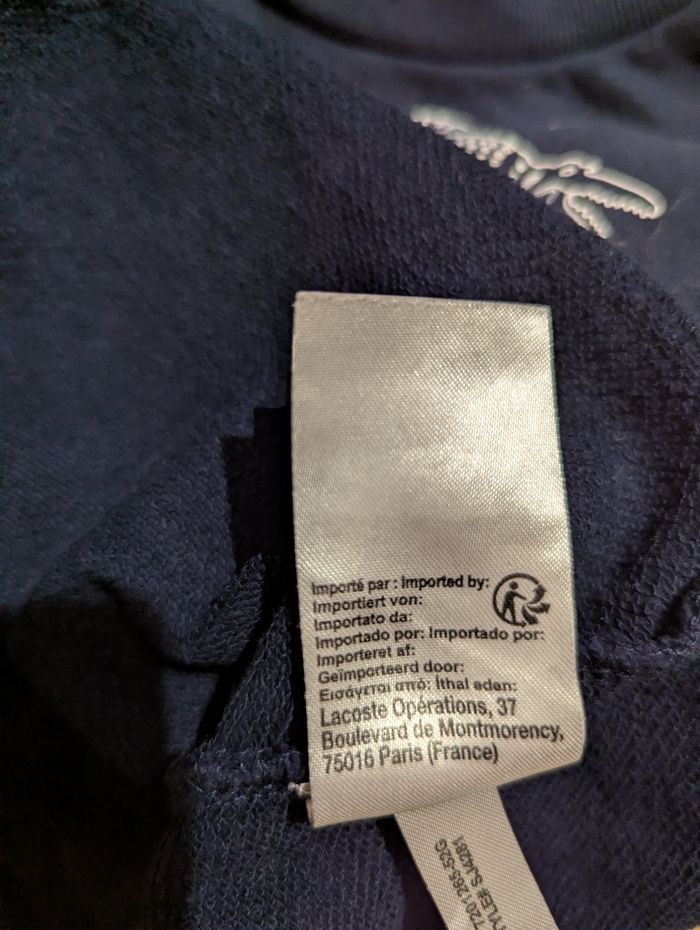 Importé par : Imported by:
Importiert von:
Importato da:
Importado por: Importado por:
Importeret af:
Geïmporteerd door:
Εισάγεται από: Ithal eden:
Lacoste Opérations, 37
Boulevard de Montmorency,
75016 Paris (France)